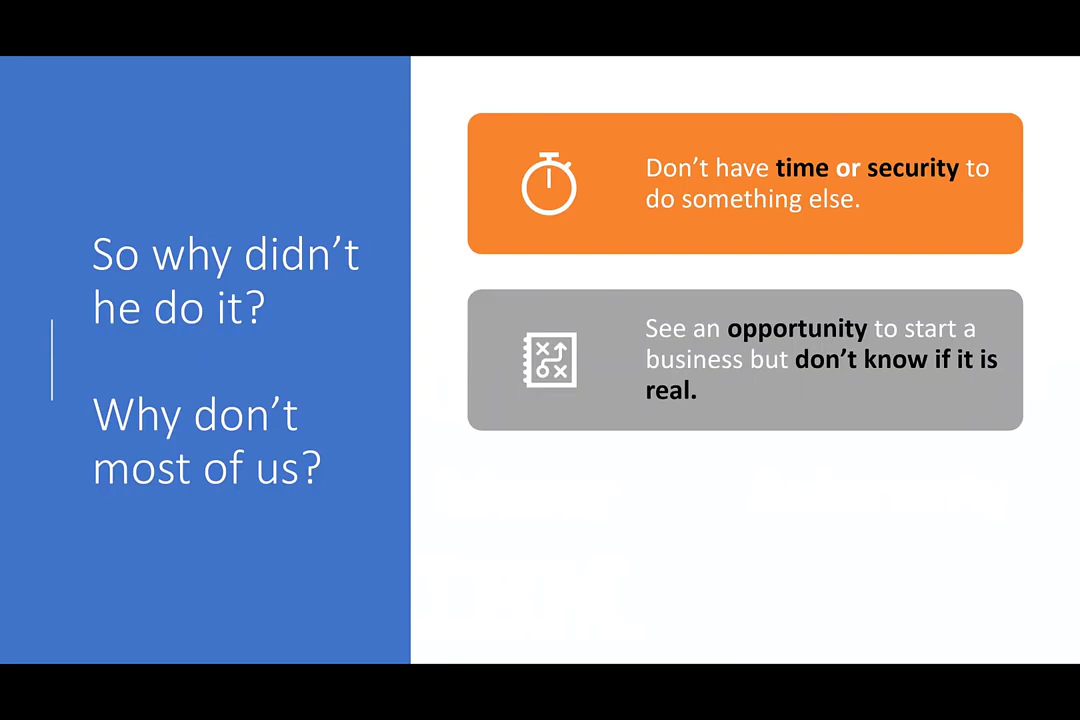 So why didn’t
he do it?
Why don’t
most of us?
Don’t have time or security to
do something else.
See an opportunity to start a
business but don’t know if it is
real.